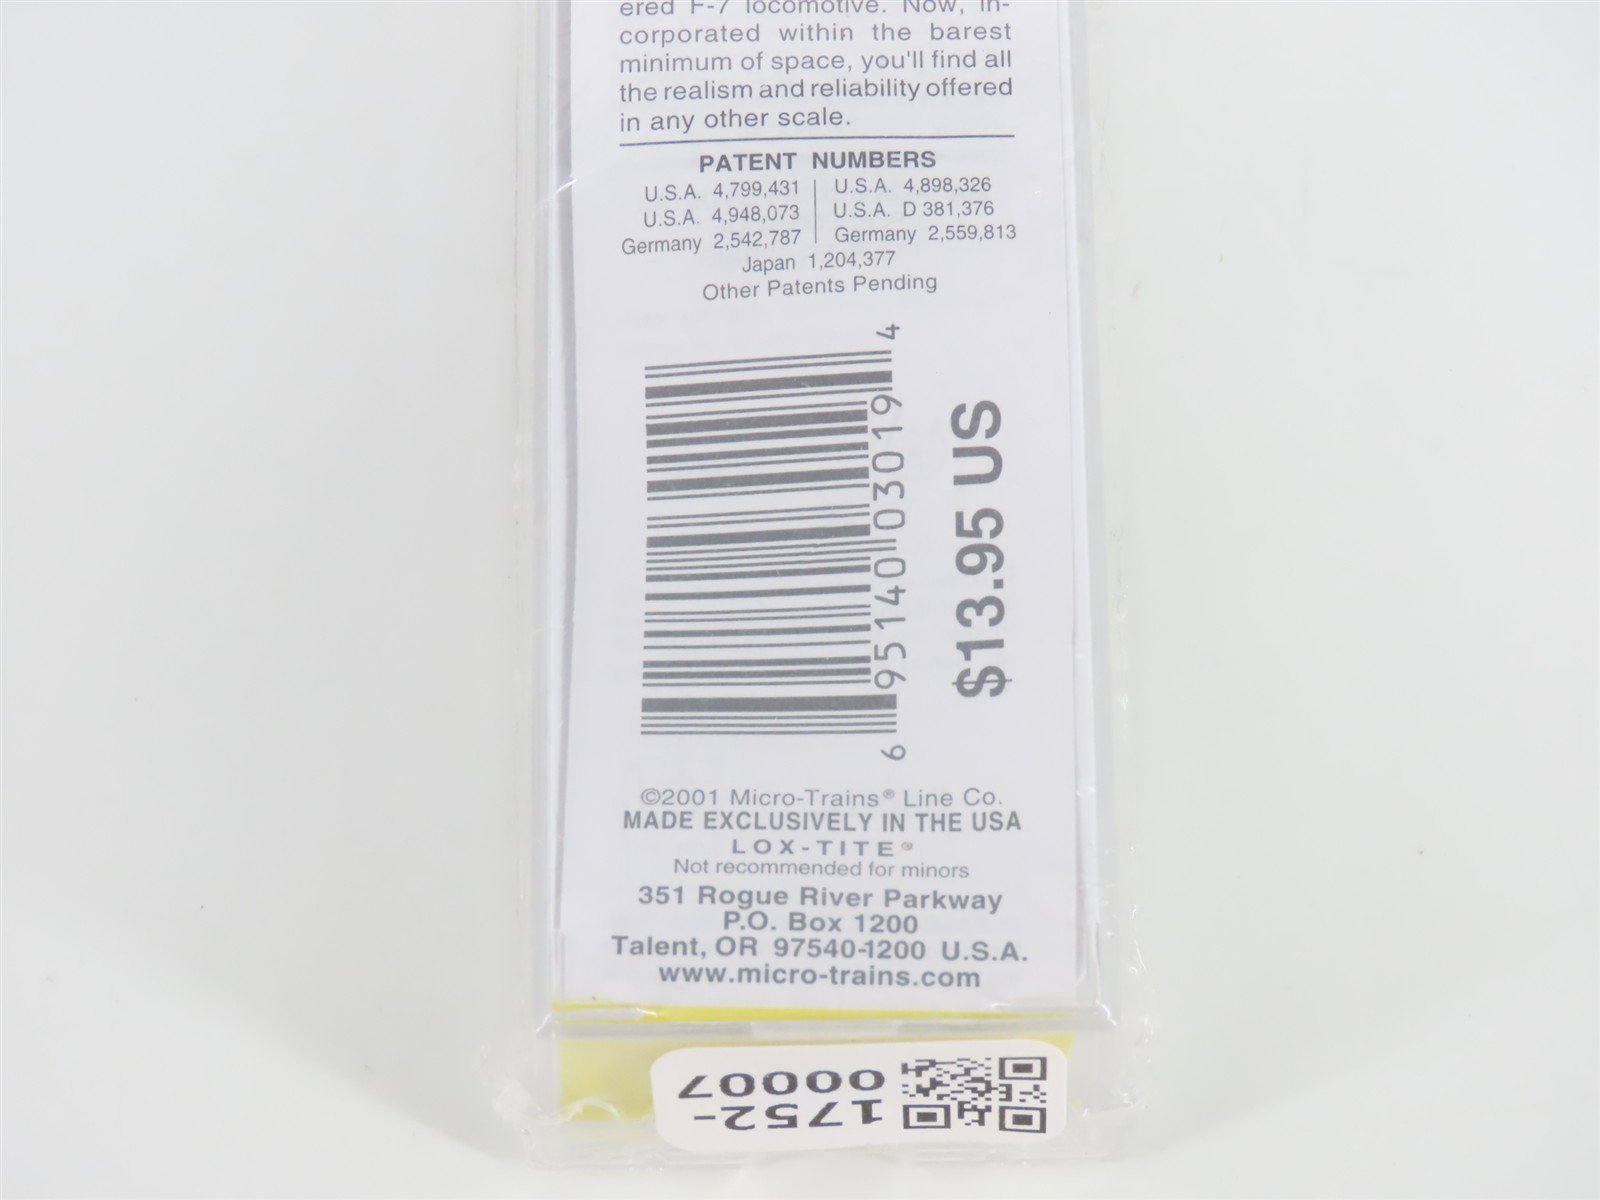 ered F-7 locomotive. Now, in-
corporated within the barest
minimum of space, you'll find all
the realism and reliability offered
in any other scale.
PATENT NUMBERS
U.S.A. 4,799,431 | U.S.A. 4,898,326
U.S.A. 4,948,073 | U.S.A. D 381,376
Germany 2,542,787 | Germany 2,559,813
Japan 1,204,377
Other Patents Pending
6 95140 03019 4
$13.95 US
©2001 Micro-Trains® Line Co.
MADE EXCLUSIVELY IN THE USA
LOX-TITE®
Not recommended for minors
351 Rogue River Parkway
P.O. Box 1200
Talent, OR 97540-1200 U.S.A.
www.micro-trains.com
1752-
00007